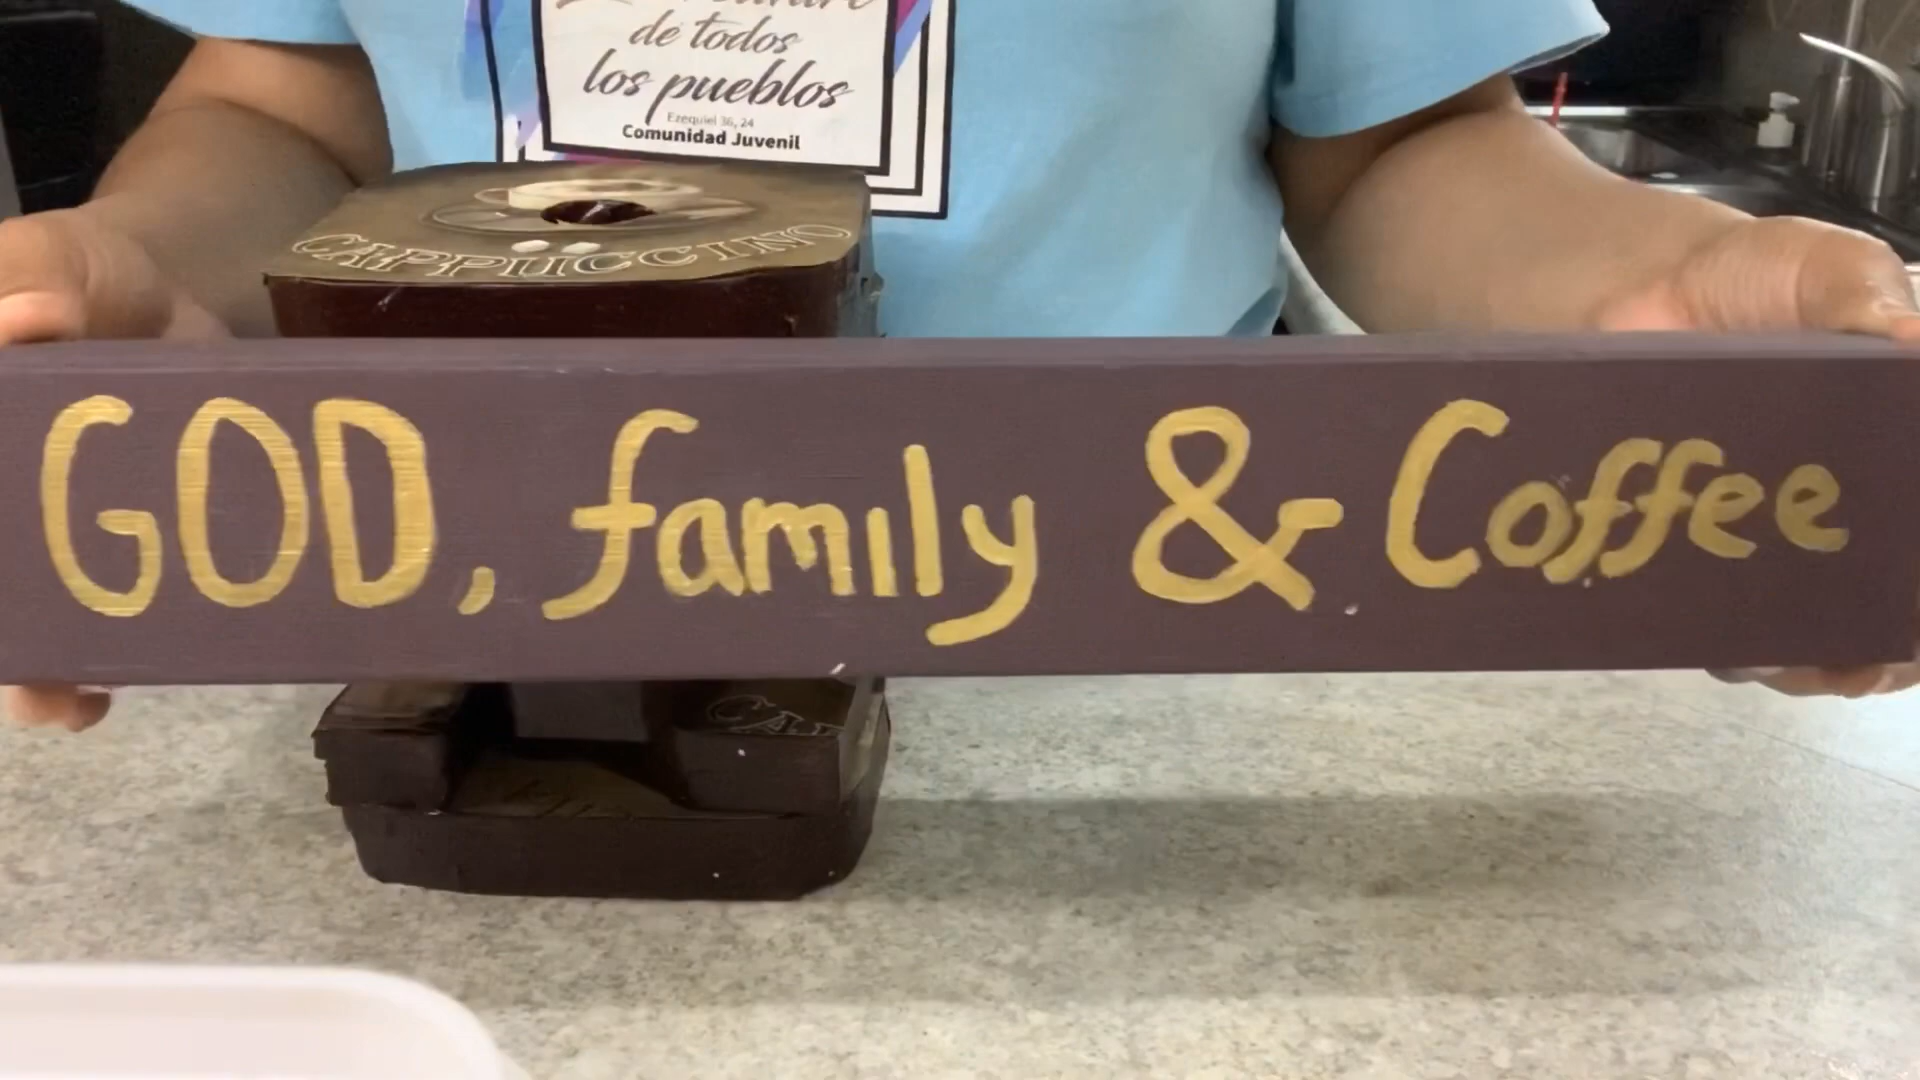 de todos
los pueblos
Ezequiel 36, 24
Comunidad Juvenil
CAPPUCCINO
GOD, family & Coffee